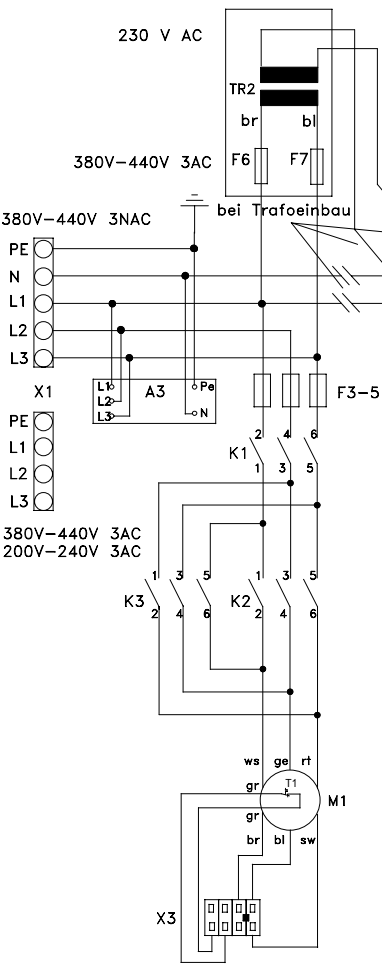 230 V AC
TR2
br bl
380V-440V 3AC
F6 F7
bei Trafoeinbau
380V-440V 3NAC
PE
N
L1
L2
L3
L1 A3 Pe
L2
L3 N
X1
F3-5
PE
L1
L2
L3
2 4 6
K1
1 3 5
380V-440V 3AC
200V-240V 3AC
1 3 5 1 3 5
K3 K2
2 4 6 2 4 6
ws ge rt
gr T1
M1
gr
br bl sw
X3